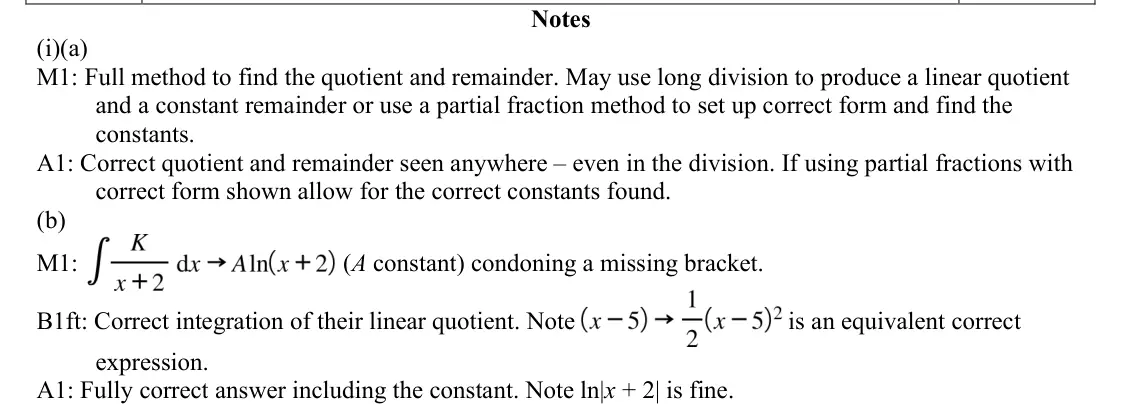 Notes
(i)(a)
M1: Full method to find the quotient and remainder. May use long division to produce a linear quotient
and a constant remainder or use a partial fraction method to set up correct form and find the
constants.
A1: Correct quotient and remainder seen anywhere – even in the division. If using partial fractions with
correct form shown allow for the correct constants found.
(b)
M1: ∫ K/(x+2) dx → A ln(x+2) (A constant) condoning a missing bracket.
B1ft: Correct integration of their linear quotient. Note (x−5) → 1/2 (x−5)² is an equivalent correct
expression.
A1: Fully correct answer including the constant. Note ln|x + 2| is fine.